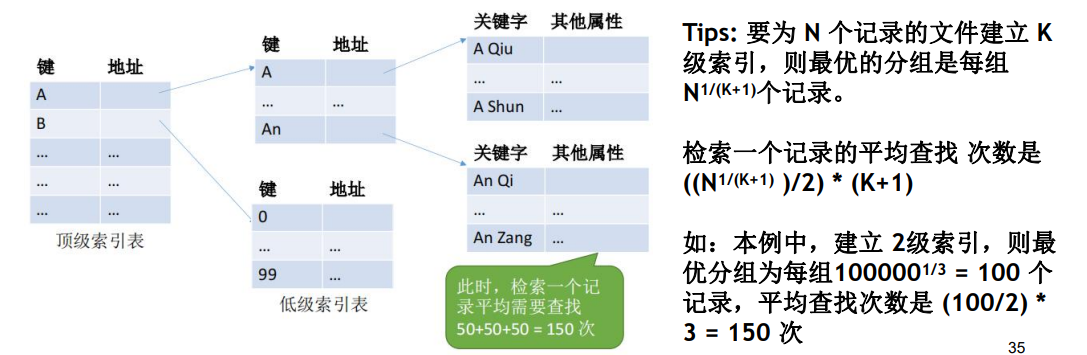 键 地址
A
B
... ...
... ...
... ...
顶级索引表
键 地址
A
... ...
An
键 地址
0
... ...
99 ...
低级索引表
关键字 其他属性
A Qiu
... ...
A Shun ...
关键字 其他属性
An Qi
... ...
An Zang ...
此时，检索一个记
录平均需要查找
50+50+50 = 150 次
Tips: 要为 N 个记录的文件建立 K
级索引，则最优的分组是每组
N1/(K+1)个记录。
检索一个记录的平均查找 次数是
((N1/(K+1) )/2) * (K+1)
如：本例中，建立 2级索引，则最
优分组为每组1000001/3 = 100 个
记录，平均查找次数是 (100/2) *
3 = 150 次
35